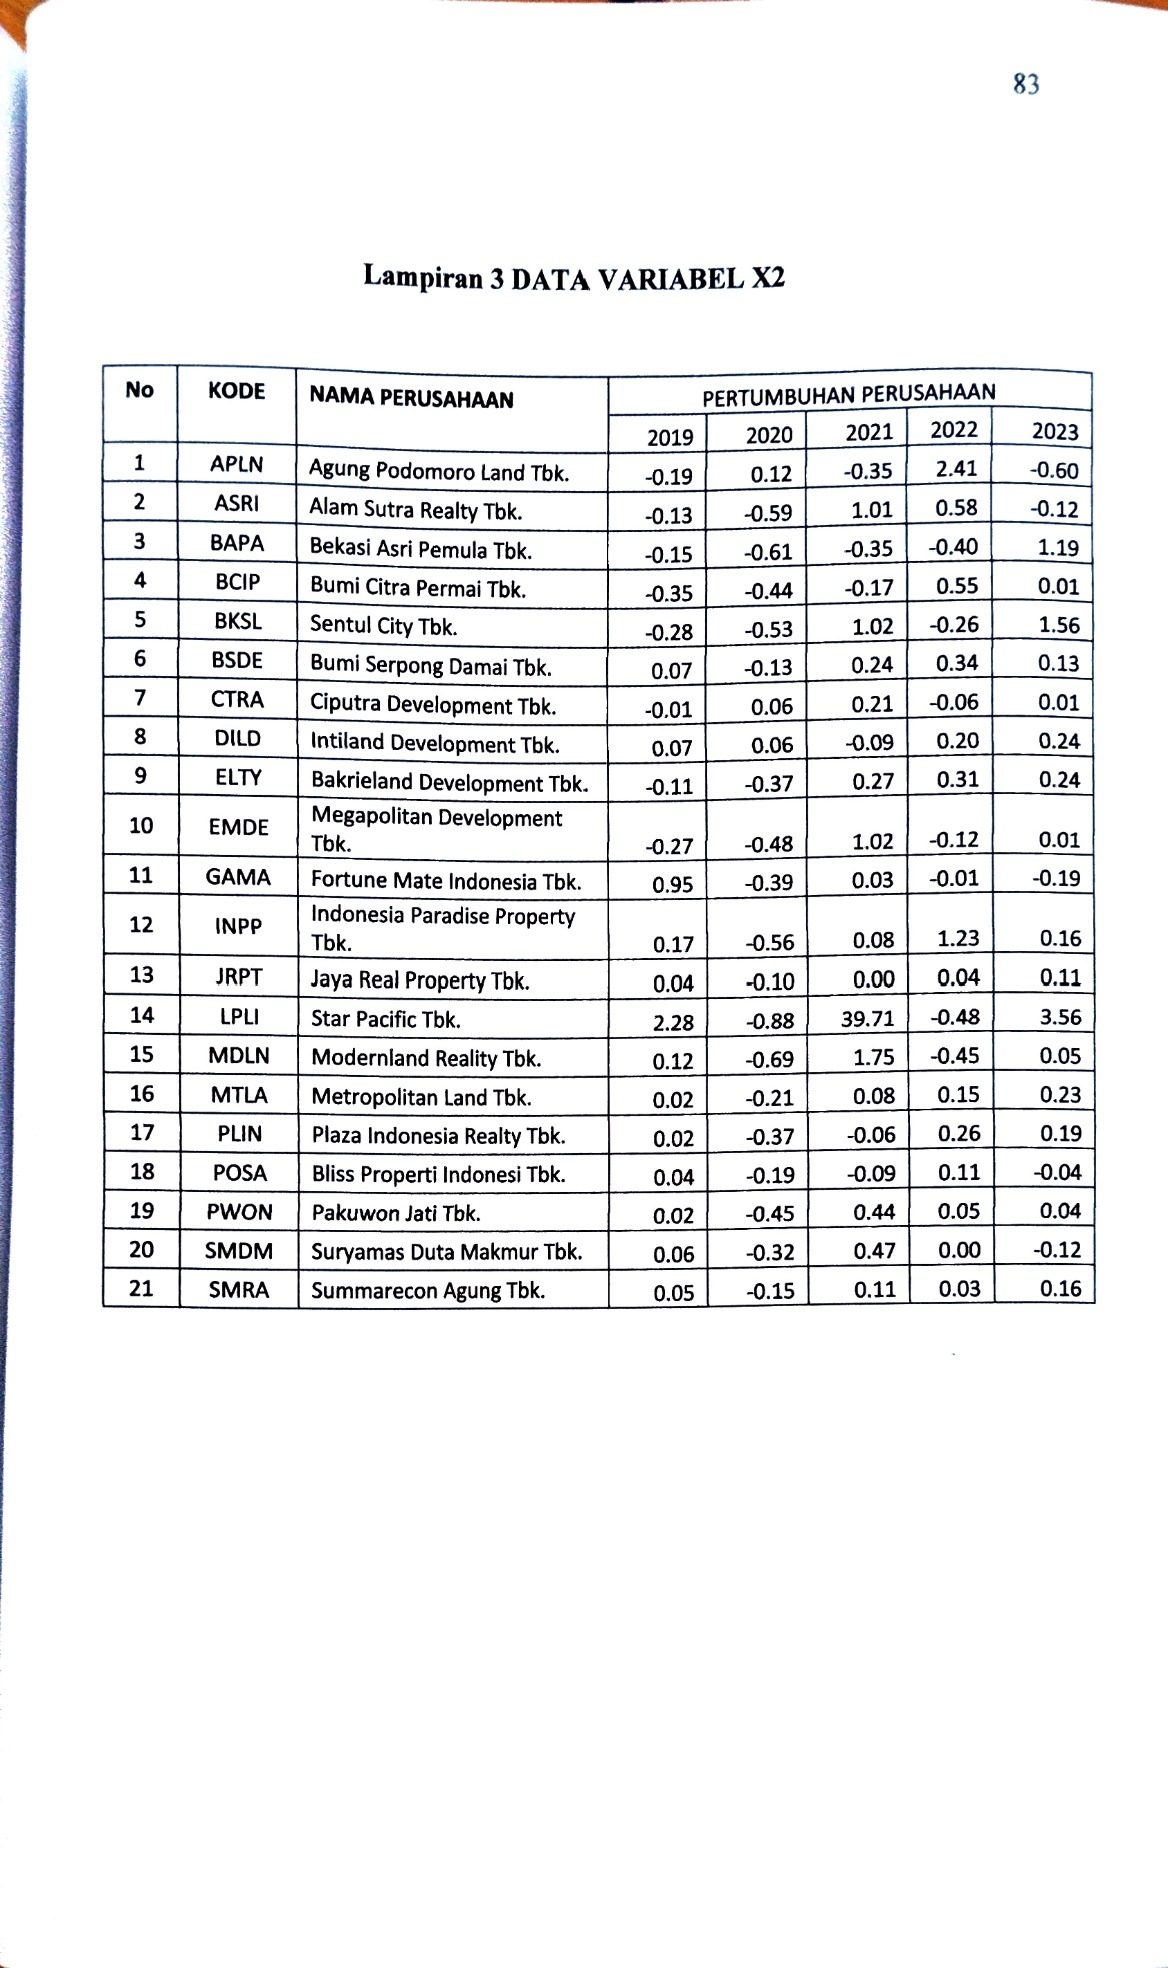 83
Lampiran 3 DATA VARIABEL X2
No KODE NAMA PERUSAHAAN PERTUMBUHAN PERUSAHAAN
2019 2020 2021 2022 2023
1 APLN Agung Podomoro Land Tbk. -0.19 0.12 -0.35 2.41 -0.60
2 ASRI Alam Sutra Realty Tbk. -0.13 -0.59 1.01 0.58 -0.12
3 BAPA Bekasi Asri Pemula Tbk. -0.15 -0.61 -0.35 -0.40 1.19
4 BCIP Bumi Citra Permai Tbk. -0.35 -0.44 -0.17 0.55 0.01
5 BKSL Sentul City Tbk. -0.28 -0.53 1.02 -0.26 1.56
6 BSDE Bumi Serpong Damai Tbk. 0.07 -0.13 0.24 0.34 0.13
7 CTRA Ciputra Development Tbk. -0.01 0.06 0.21 -0.06 0.01
8 DILD Intiland Development Tbk. 0.07 0.06 -0.09 0.20 0.24
9 ELTY Bakrieland Development Tbk. -0.11 -0.37 0.27 0.31 0.24
10 EMDE Megapolitan Development
Tbk. -0.27 -0.48 1.02 -0.12 0.01
11 GAMA Fortune Mate Indonesia Tbk. 0.95 -0.39 0.03 -0.01 -0.19
12 INPP Indonesia Paradise Property
Tbk. 0.17 -0.56 0.08 1.23 0.16
13 JRPT Jaya Real Property Tbk. 0.04 -0.10 0.00 0.04 0.11
14 LPLI Star Pacific Tbk. 2.28 -0.88 39.71 -0.48 3.56
15 MDLN Modernland Reality Tbk. 0.12 -0.69 1.75 -0.45 0.05
16 MTLA Metropolitan Land Tbk. 0.02 -0.21 0.08 0.15 0.23
17 PLIN Plaza Indonesia Realty Tbk. 0.02 -0.37 -0.06 0.26 0.19
18 POSA Bliss Properti Indonesi Tbk. 0.04 -0.19 -0.09 0.11 -0.04
19 PWON Pakuwon Jati Tbk. 0.02 -0.45 0.44 0.05 0.04
20 SMDM Suryamas Duta Makmur Tbk. 0.06 -0.32 0.47 0.00 -0.12
21 SMRA Summarecon Agung Tbk. 0.05 -0.15 0.11 0.03 0.16